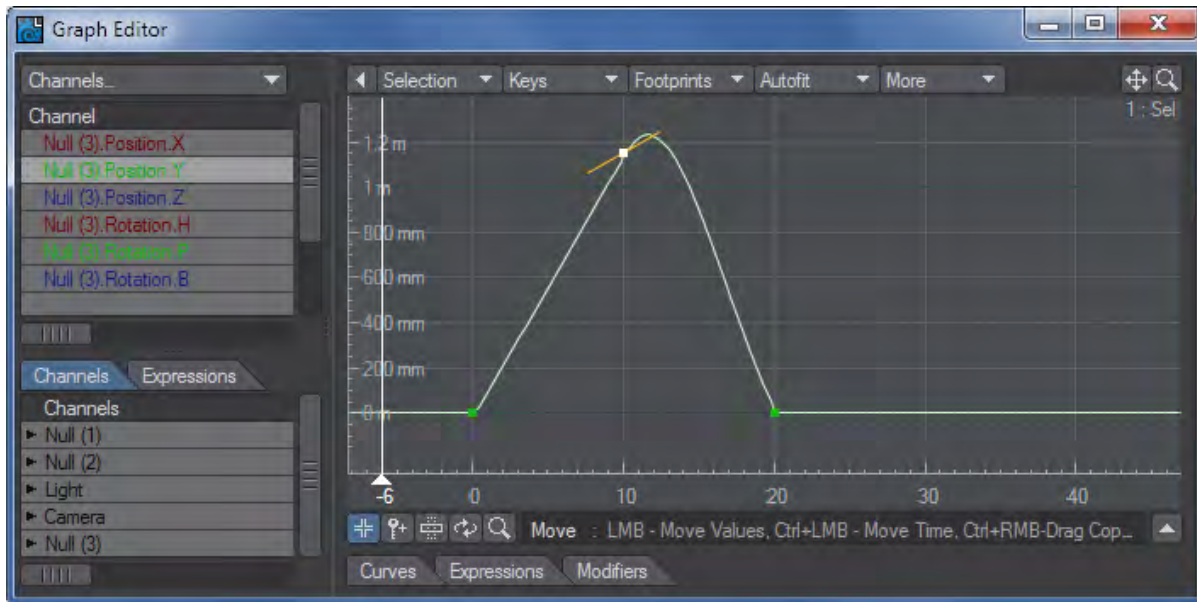 Graph Editor
Channels...
Selection Keys Footprints Autofit More
1 : Sel
Channel
Null (3).Position.X
Null (3).Position.Y
Null (3).Position.Z
Null (3).Rotation.H
Null (3).Rotation.P
Null (3).Rotation.B
1.2 m
1 m
800 mm
600 mm
400 mm
200 mm
0 m
-6 0 10 20 30 40
Channels Expressions
Channels
Null (1)
Null (2)
Light
Camera
Null (3)
Move : LMB - Move Values, Ctrl+LMB - Move Time, Ctrl+RMB-Drag Cop...
Curves Expressions Modifiers